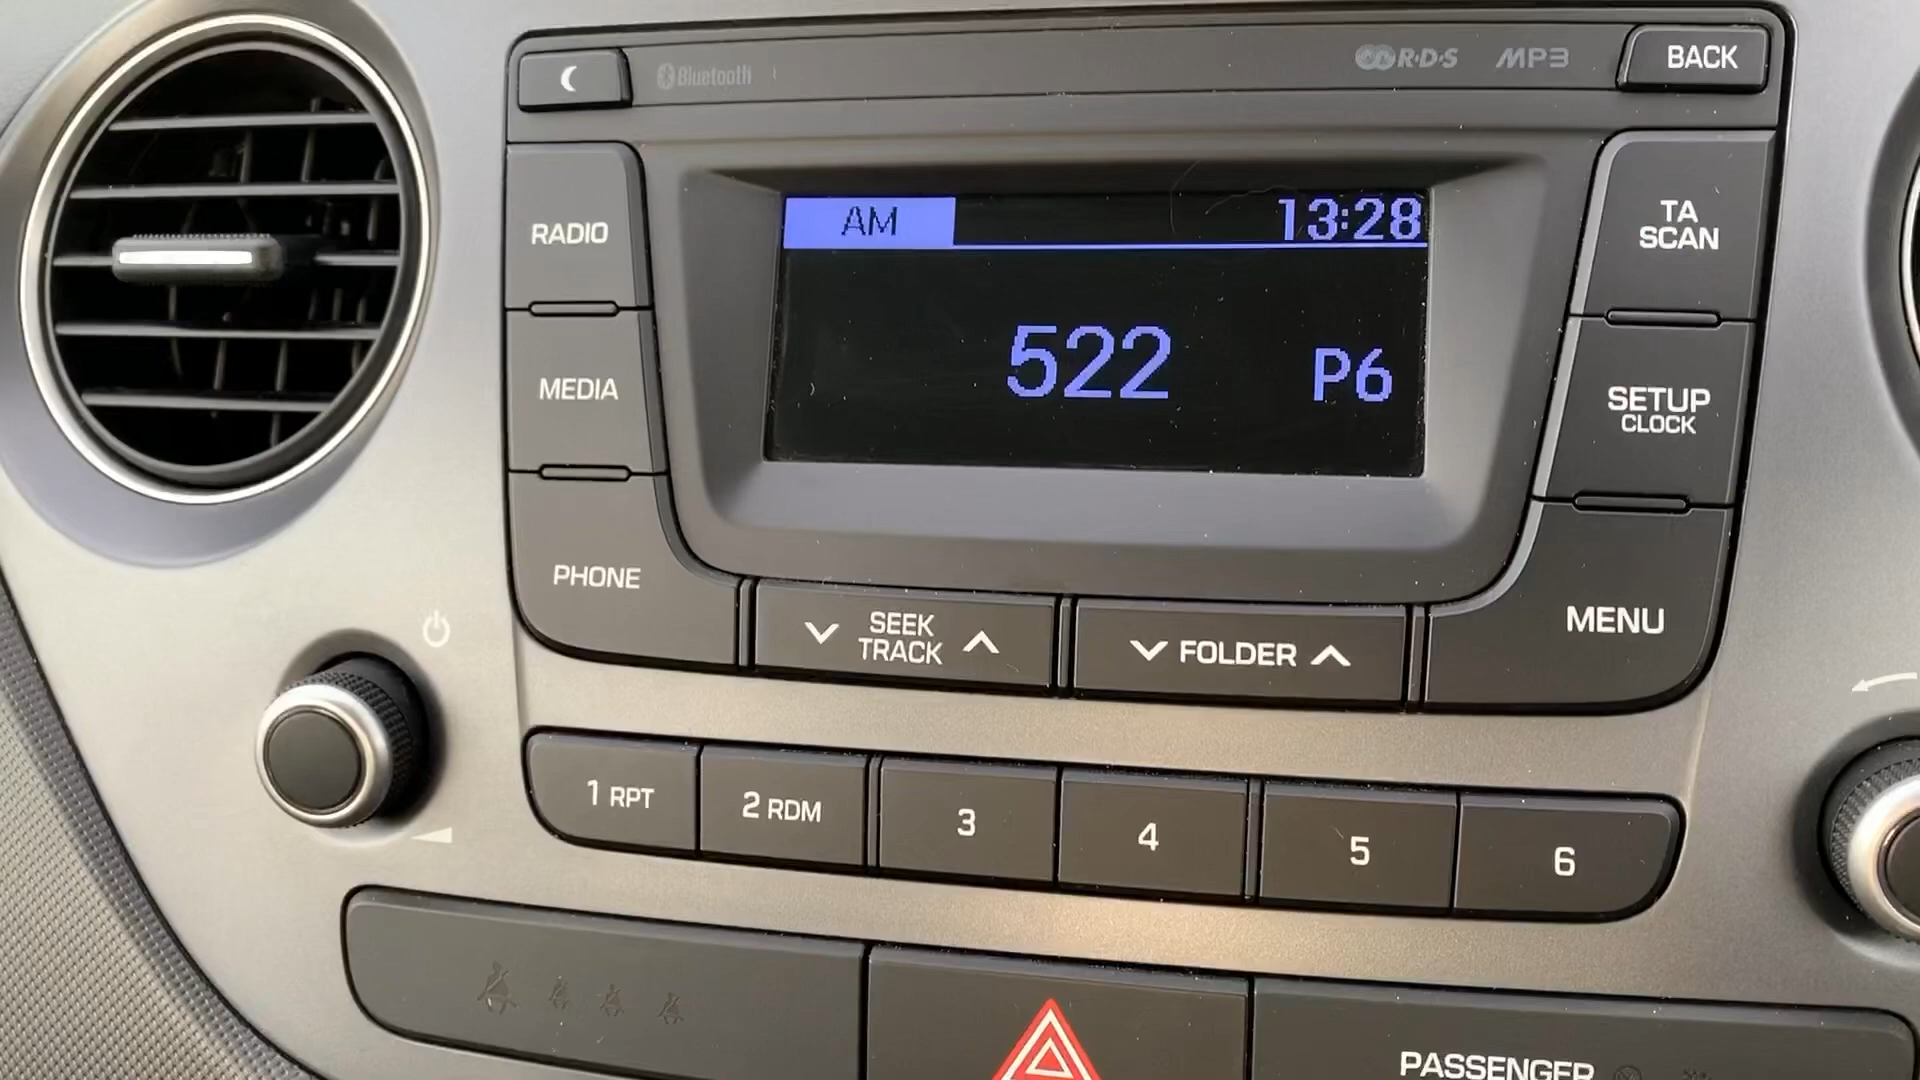 Bluetooth
R·D·S
MP3
BACK
RADIO
AM
13:28
TA
SCAN
MEDIA
522
P6
SETUP
CLOCK
PHONE
SEEK
TRACK
FOLDER
MENU
1 RPT
2 RDM
3
4
5
6
PASSENGER